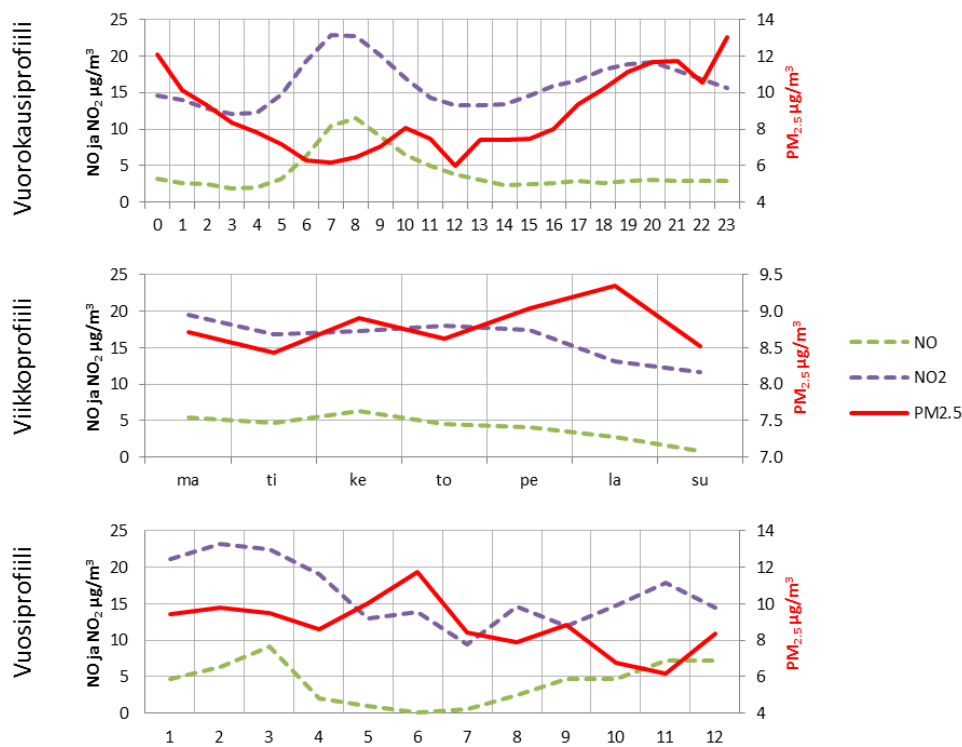 Vuorokausiprofiili
NO ja NO₂ µg/m³
25
20
15
10
5
0
14
12
10
8
6
4
PM₂.₅ µg/m³
0 1 2 3 4 5 6 7 8 9 10 11 12 13 14 15 16 17 18 19 20 21 22 23
Viikkoprofiili
NO ja NO₂ µg/m³
25
20
15
10
5
0
9.5
9.0
8.5
8.0
7.5
7.0
PM₂.₅ µg/m³
ma ti ke to pe la su
NO
NO2
PM2.5
Vuosiprofiili
NO ja NO₂ µg/m³
25
20
15
10
5
0
14
12
10
8
6
4
PM₂.₅ µg/m³
1 2 3 4 5 6 7 8 9 10 11 12